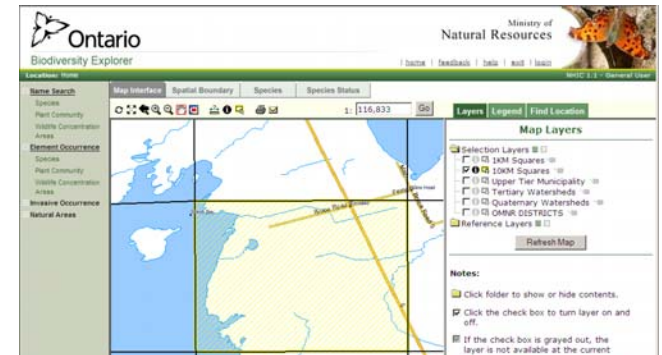 Ontario
Ministry of
Natural Resources
Biodiversity Explorer
| home | feedback | help | exit | login
Location: Home
NHIC 1.1 - General User
Name Search
Species
Plant Community
Wildlife Concentration
Areas
Element Occurrence
Species
Plant Community
Wildlife Concentration
Areas
Invasive Occurrence
Natural Areas
Map Interface
Spatial Boundary
Species
Species Status
1: 116,833
Go
Layers
Legend
Find Location
Map Layers
Selection Layers
1KM Squares
10KM Squares
Upper Tier Municipality
Tertiary Watersheds
Quaternary Watersheds
OMNR DISTRICTS
Reference Layers
Refresh Map
Notes:
Click folder to show or hide contents.
Click the check box to turn layer on and
off.
If the check box is grayed out, the
layer is not available at the current